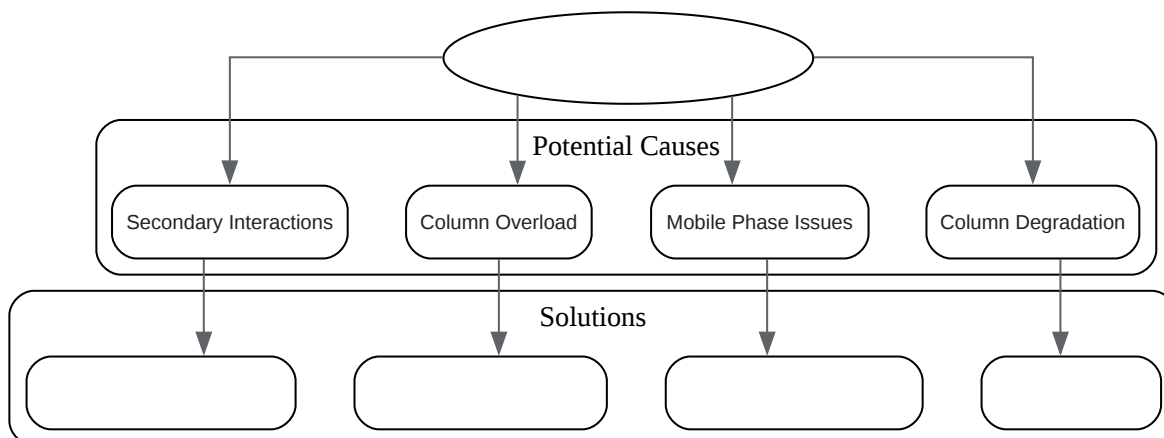 Potential Causes
Secondary Interactions
Column Overload
Mobile Phase Issues
Column Degradation
Solutions